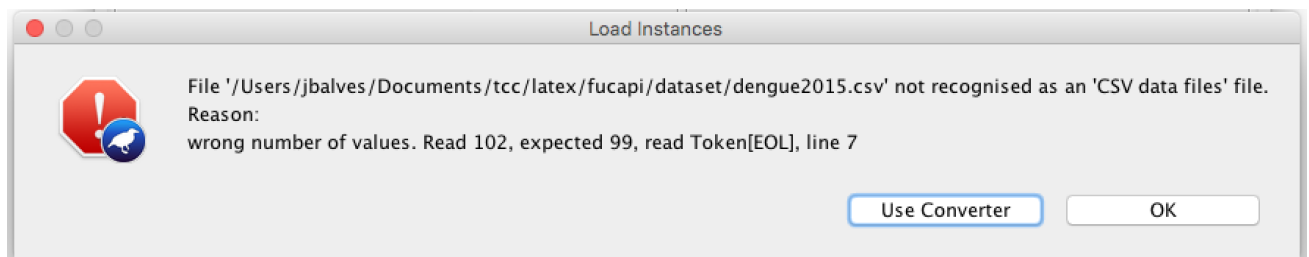 Load Instances
File '/Users/jbalves/Documents/tcc/latex/fucapi/dataset/dengue2015.csv' not recognised as an 'CSV data files' file.
Reason:
wrong number of values. Read 102, expected 99, read Token[EOL], line 7
Use Converter OK